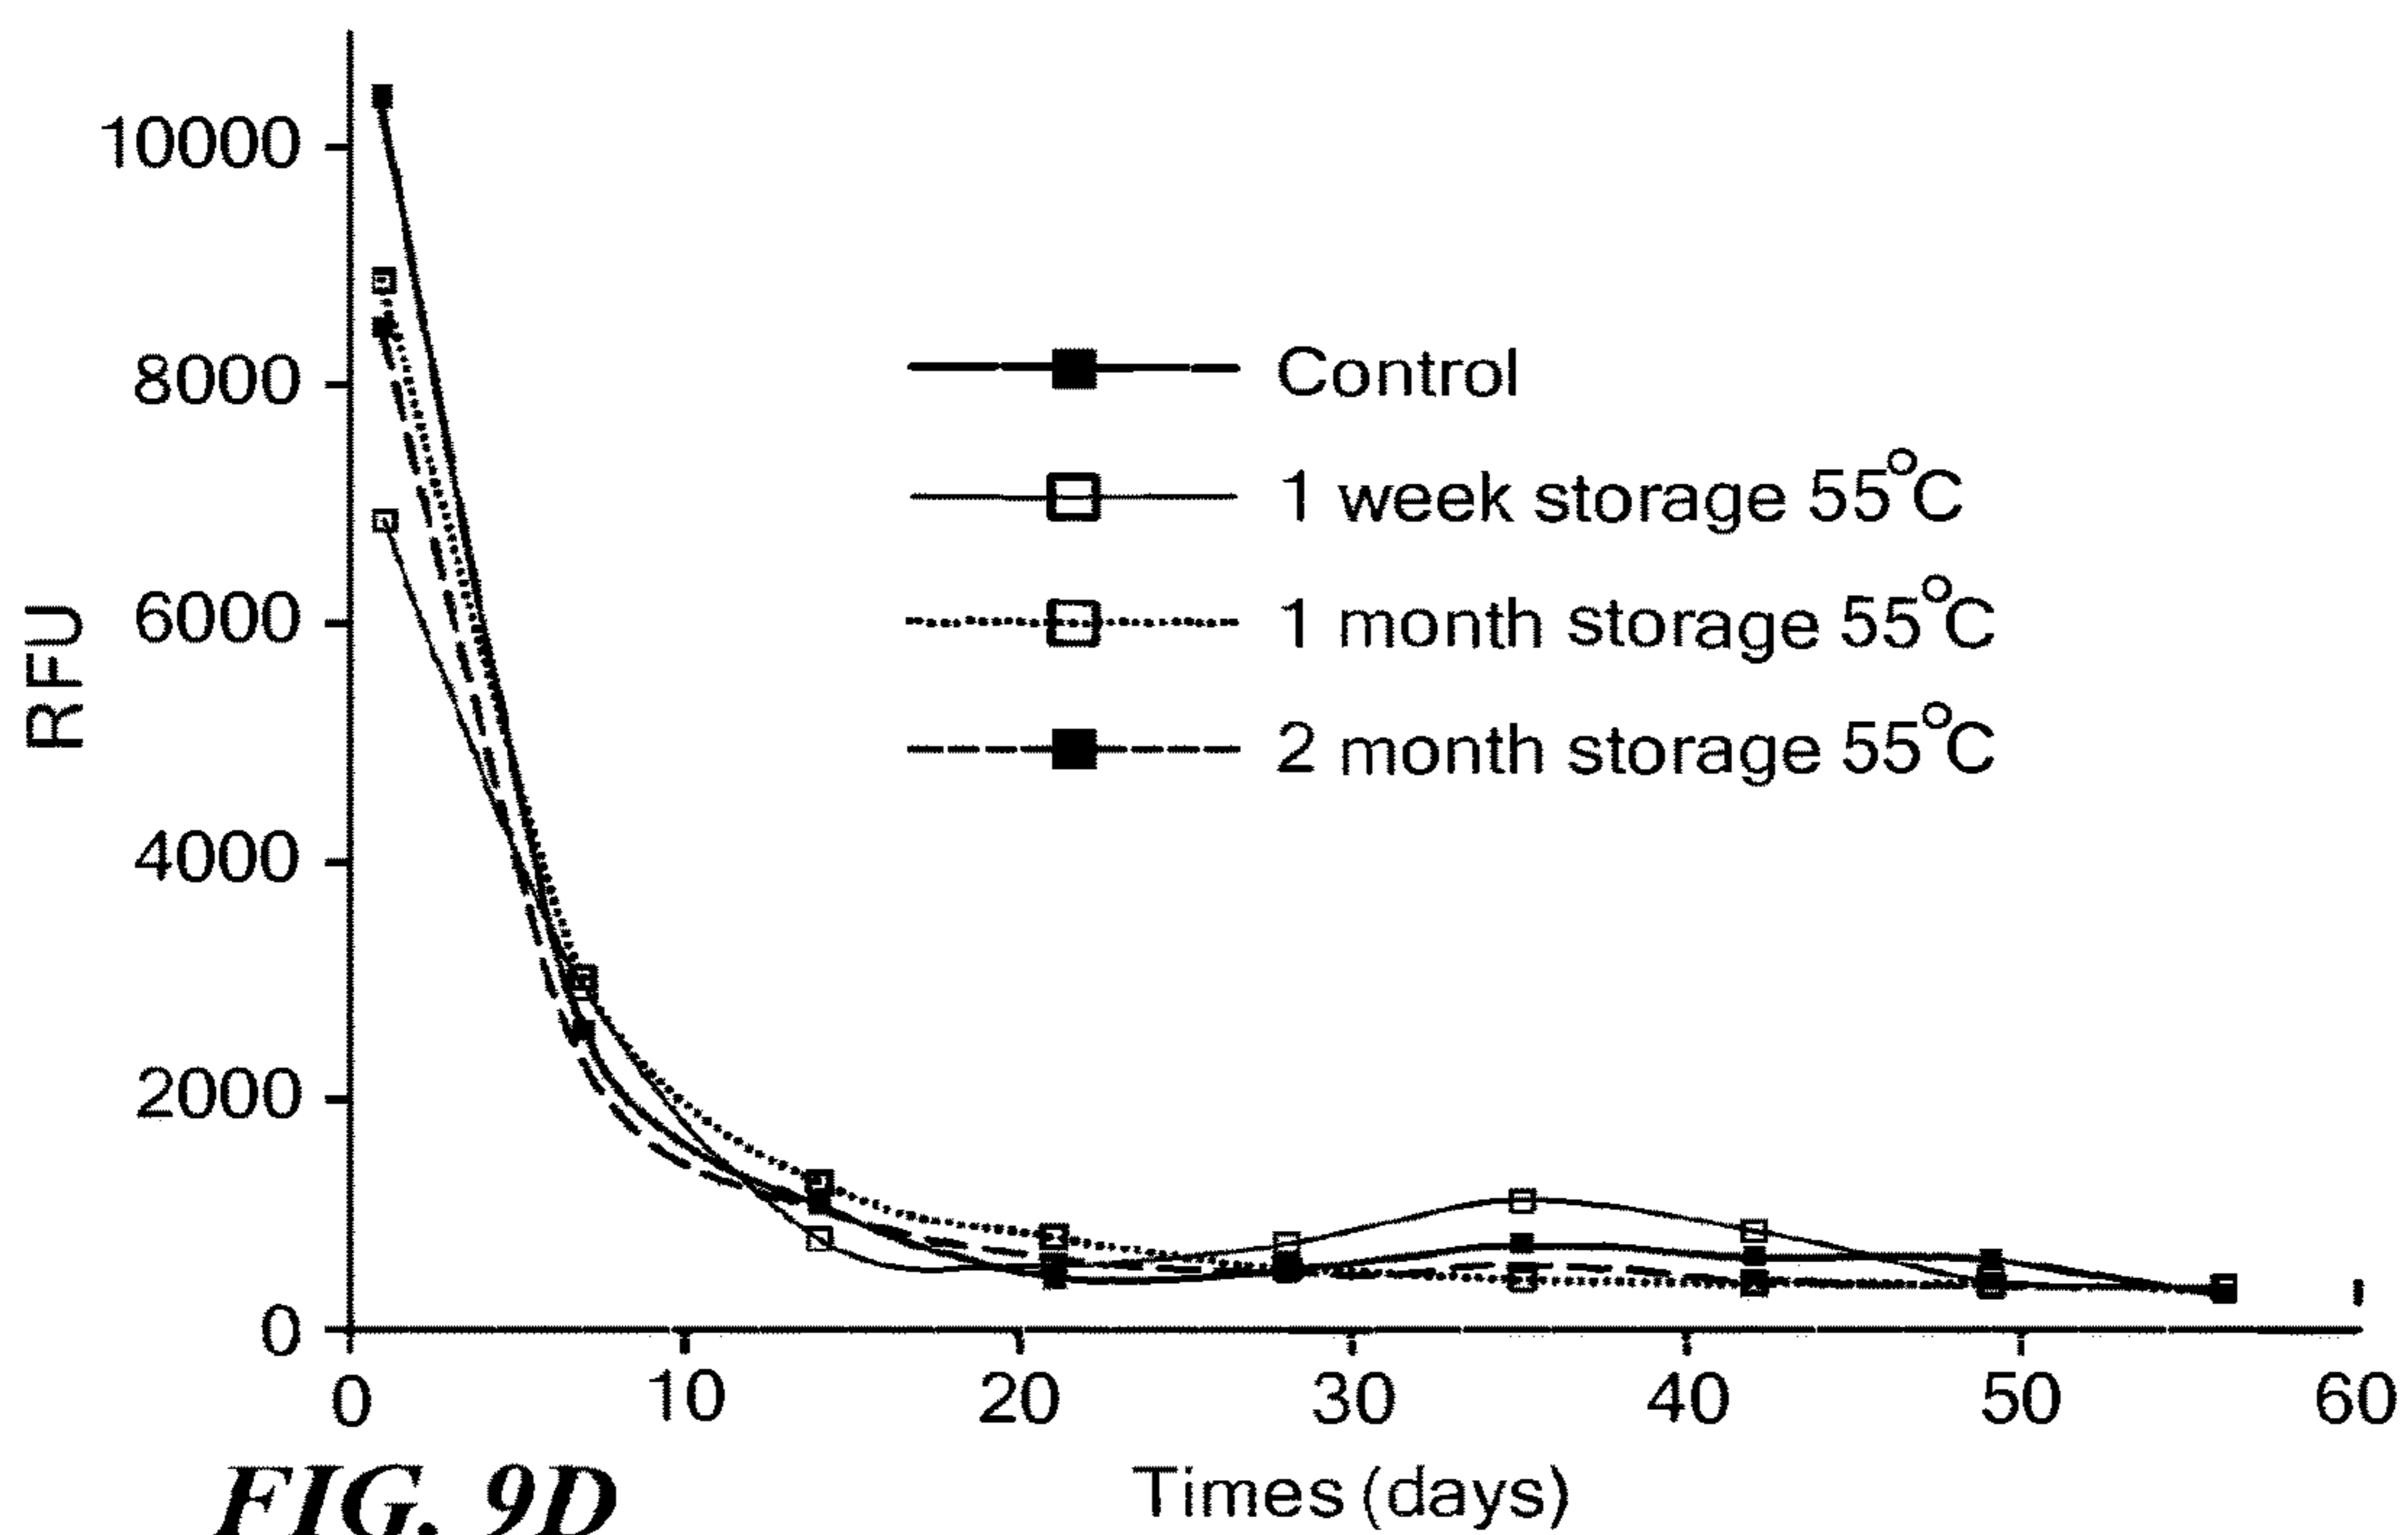 10000
8000
6000
4000
2000
0
RFU
Control
1 week storage 55°C
1 month storage 55°C
2 month storage 55°C
0 10 20 30 40 50 60
Times (days)
FIG. 9D